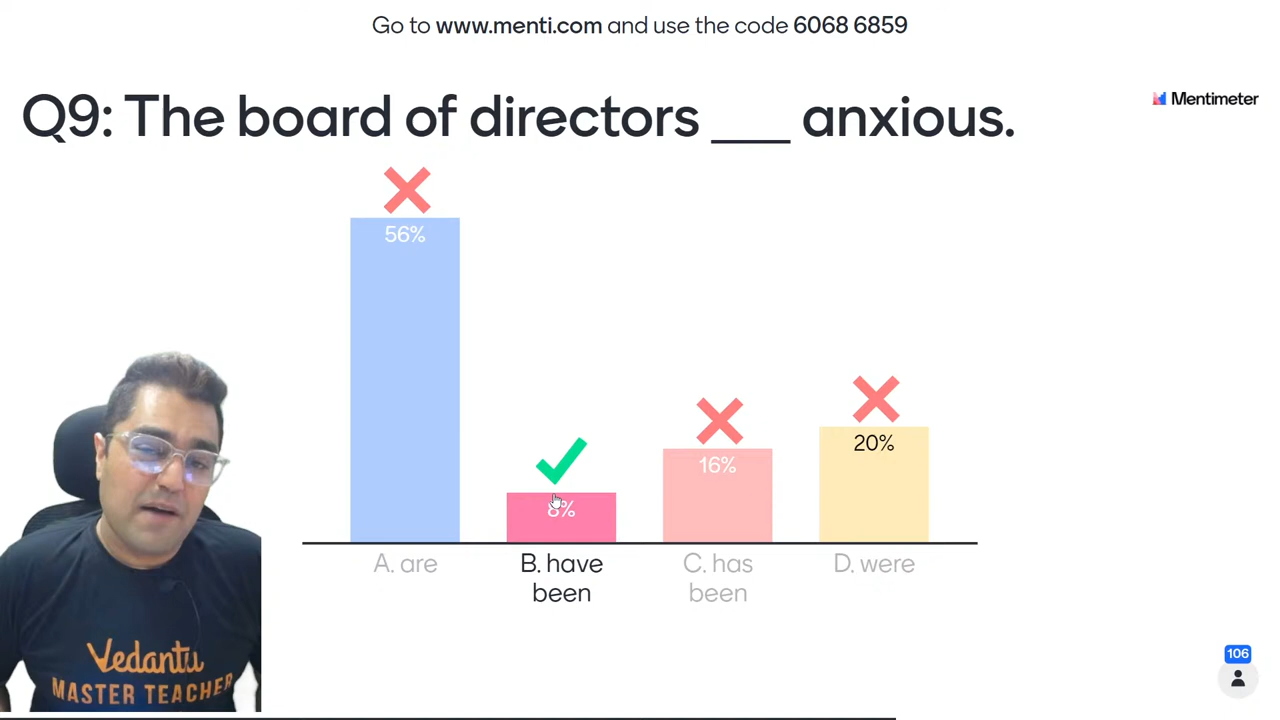 Go to www.menti.com and use the code 6068 6859
Q9: The board of directors ___ anxious.
Mentimeter
56%
8%
16%
20%
A. are
B. have
been
C. has
been
D. were
Vedantu
MASTER TEACHER
106